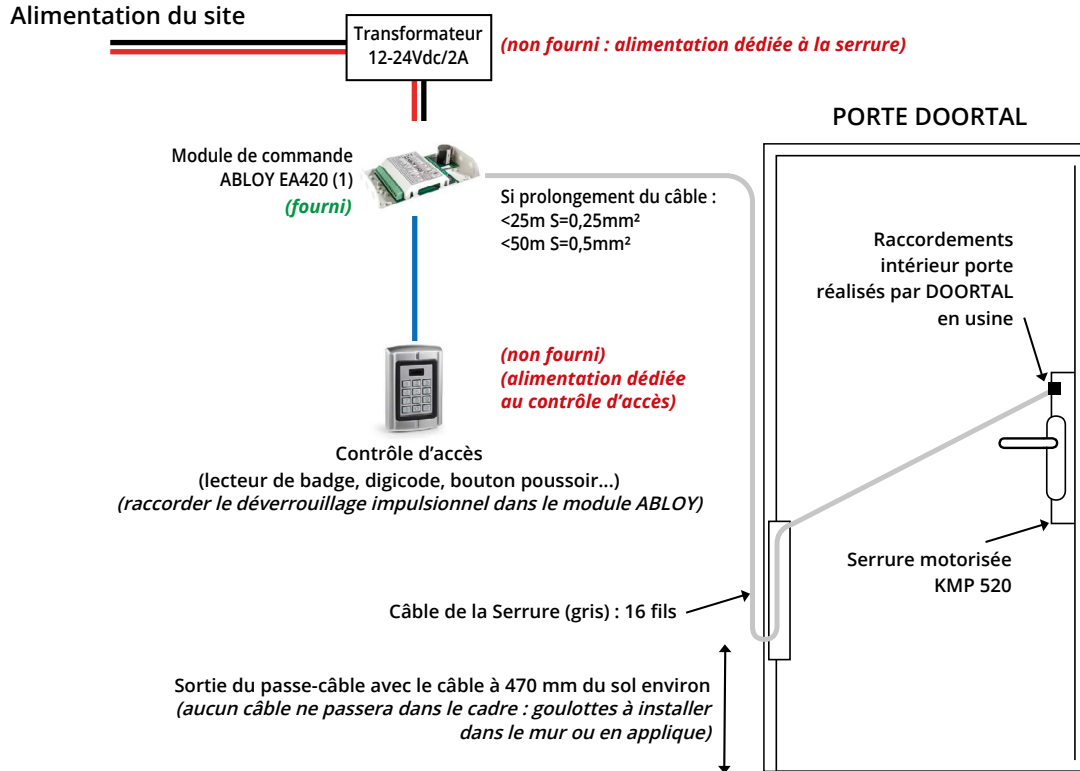 Alimentation du site
Transformateur
12-24Vdc/2A
(non fourni : alimentation dédiée à la serrure)
PORTE DOORTAL
Module de commande
ABLOY EA420 (1)
(fourni)
Si prolongement du câble :
<25m S=0,25mm²
<50m S=0,5mm²
Raccordements
intérieur porte
réalisés par DOORTAL
en usine
(non fourni)
(alimentation dédiée
au contrôle d'accès)
Contrôle d'accès
(lecteur de badge, digicode, bouton poussoir...)
(raccorder le déverrouillage impulsionnel dans le module ABLOY)
Serrure motorisée
KMP 520
Câble de la Serrure (gris) : 16 fils
Sortie du passe-câble avec le câble à 470 mm du sol environ
(aucun câble ne passera dans le cadre : goulottes à installer
dans le mur ou en applique)